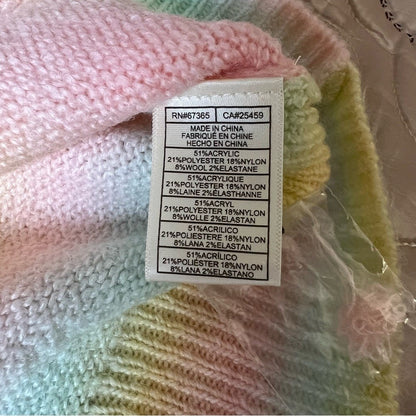 RN#67365 CA#25459
MADE IN CHINA
FABRIQUÉ EN CHINE
HECHO EN CHINA
51%ACRYLIC
21%POLYESTER 18%NYLON
8%WOOL 2%ELASTANE
51%ACRYLIQUE
21%POLYESTER 18%NYLON
8%LAINE 2%ÉLASTHANNE
51%ACRYL
21%POLYESTER 18%NYLON
8%WOLLE 2%ELASTAN
51%ACRILICO
21%POLIESTERE 18%NYLON
8%LANA 2%ELASTAN
51%ACRÍLICO
21%POLIÉSTER 18%NYLON
8%LANA 2%ELASTANO